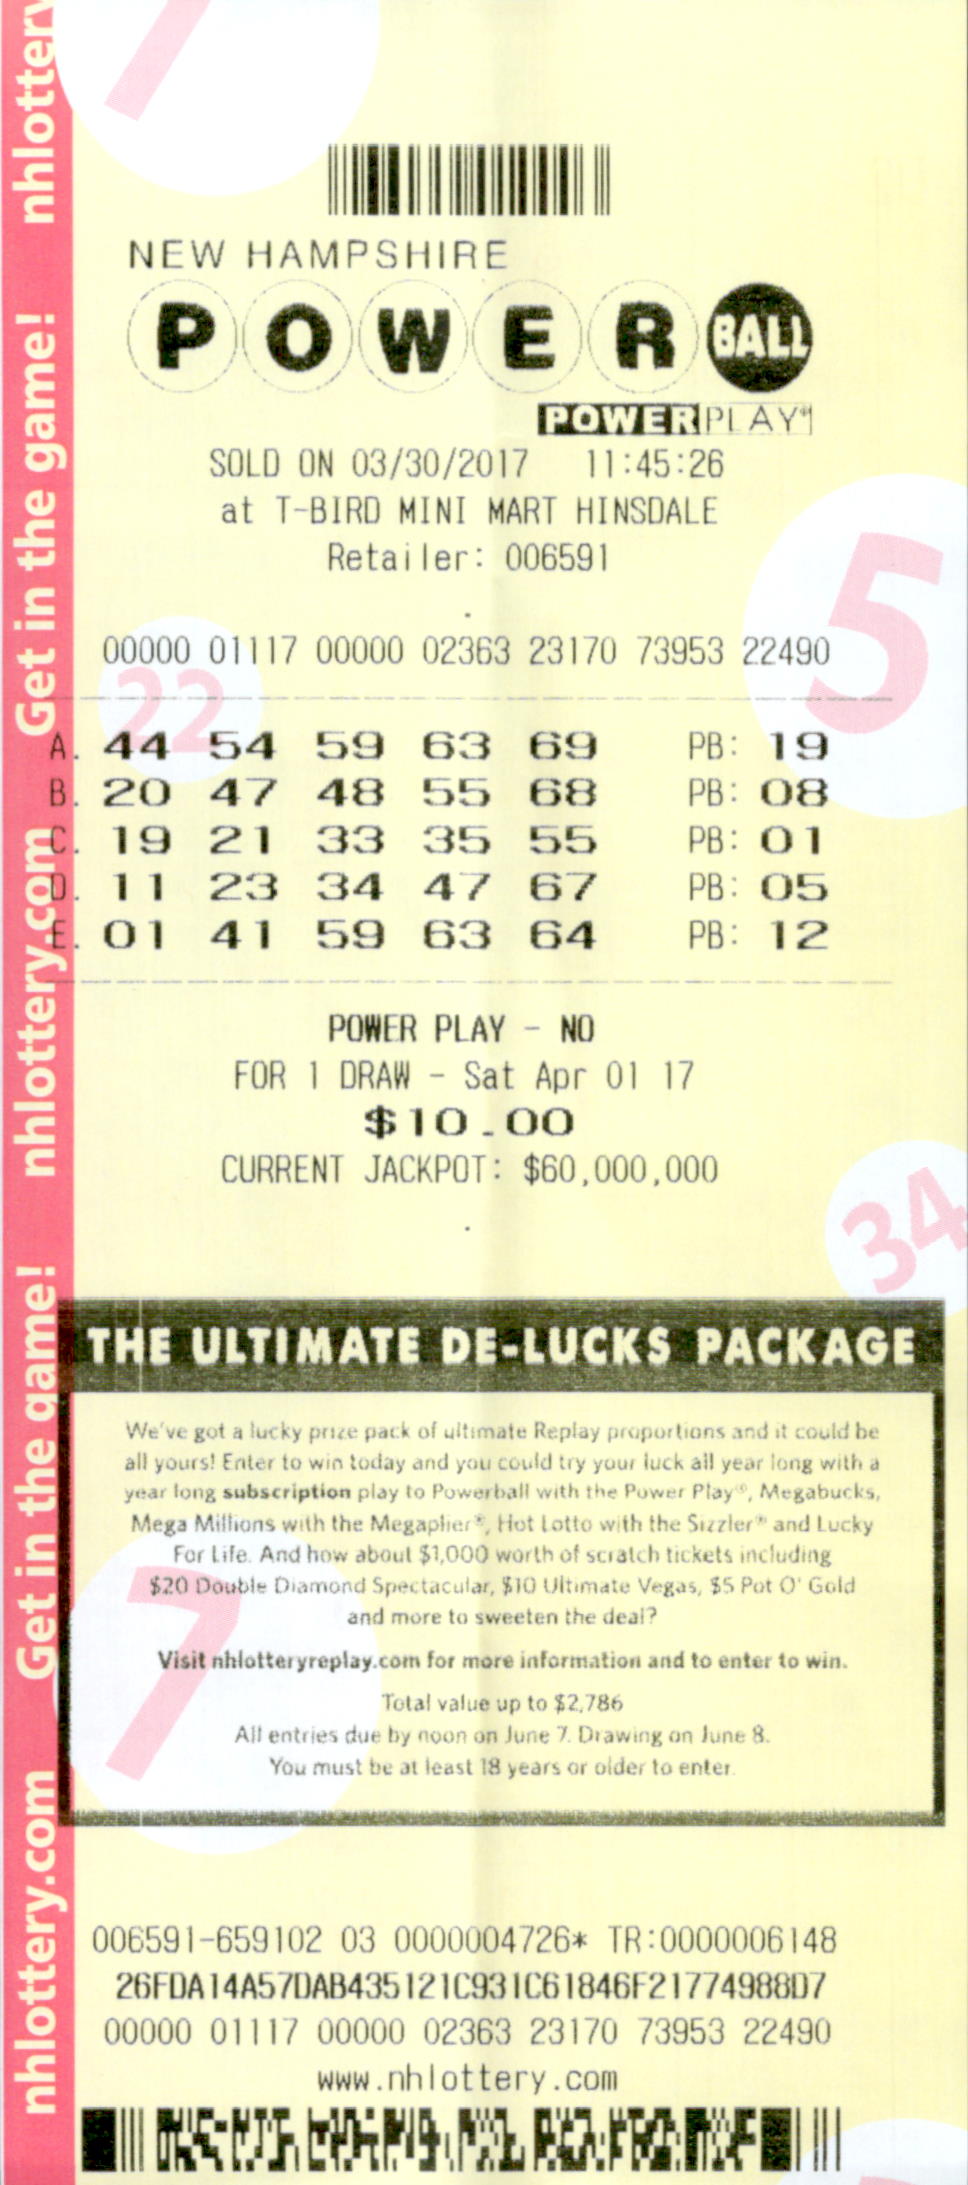 nhlottery.com Get in the game! nhlottery.com Get in the game! nhlottery
7
NEW HAMPSHIRE
POWER BALL
POWERPLAY®
SOLD ON 03/30/2017 11:45:26
at T-BIRD MINI MART HINSDALE
Retailer: 006591
5
00000 01117 00000 02363 23170 73953 22490
22
A. 44 54 59 63 69 PB: 19
B. 20 47 48 55 68 PB: 08
C. 19 21 33 35 55 PB: 01
D. 11 23 34 47 67 PB: 05
E. 01 41 59 63 64 PB: 12
POWER PLAY - NO
FOR 1 DRAW - Sat Apr 01 17
$10.00
CURRENT JACKPOT: $60,000,000
34
THE ULTIMATE DE-LUCKS PACKAGE
We've got a lucky prize pack of ultimate Replay proportions and it could be
all yours! Enter to win today and you could try your luck all year long with a
year long subscription play to Powerball with the Power Play®, Megabucks,
Mega Millions with the Megaplier®, Hot Lotto with the Sizzler® and Lucky
For Life. And how about $1,000 worth of scratch tickets including
$20 Double Diamond Spectacular, $10 Ultimate Vegas, $5 Pot O' Gold
and more to sweeten the deal?
7
Visit nhlotteryreplay.com for more information and to enter to win.
Total value up to $2,786
All entries due by noon on June 7. Drawing on June 8.
You must be at least 18 years or older to enter.
006591-659102 03 0000004726* TR:0000006148
26FDA14A57DAB435121C931C61846F21774988D7
00000 01117 00000 02363 23170 73953 22490
www.nhlottery.com